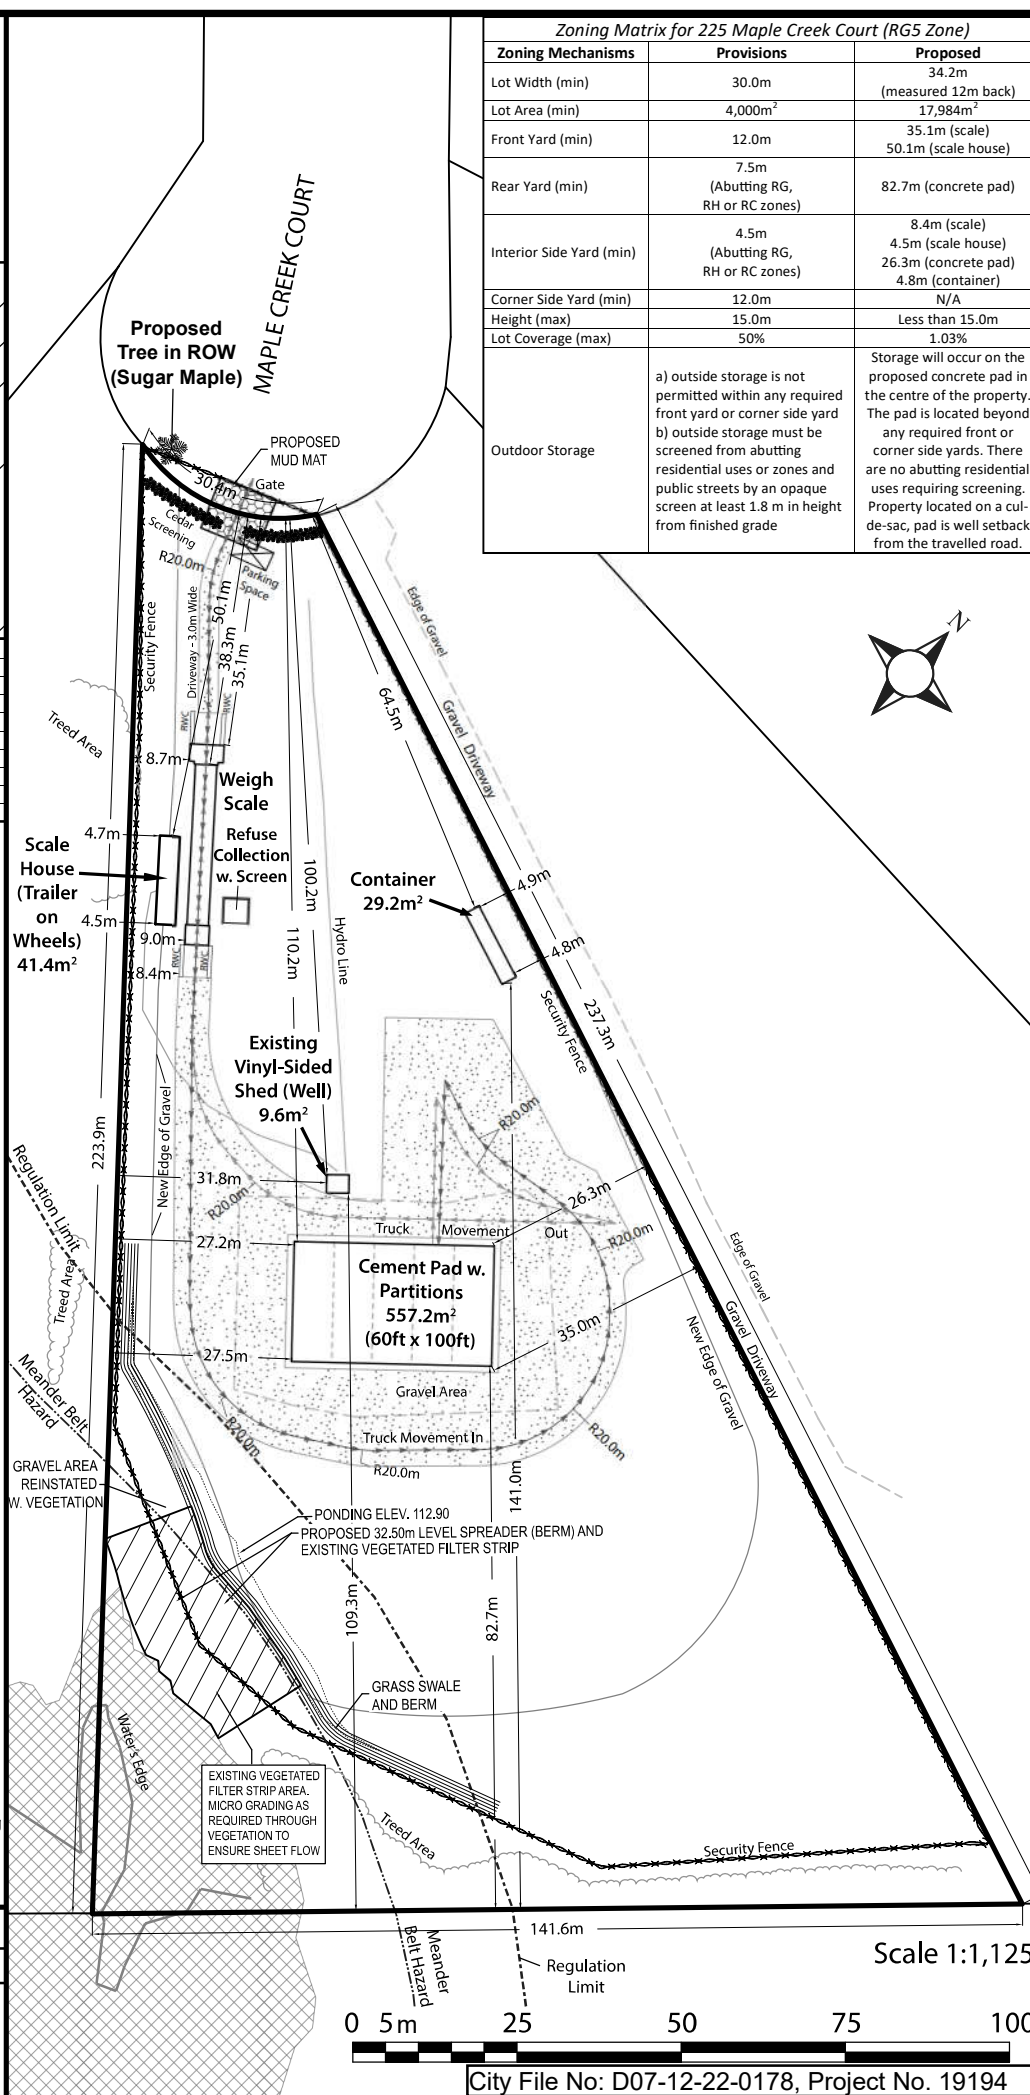 Zoning Matrix for 225 Maple Creek Court (RG5 Zone)
Zoning Mechanisms Provisions Proposed
Lot Width (min) 30.0m 34.2m
(measured 12m back)
Lot Area (min) 4,000m² 17,984m²
Front Yard (min) 12.0m 35.1m (scale)
50.1m (scale house)
Rear Yard (min) 7.5m
(Abutting RG,
RH or RC zones)
82.7m (concrete pad)
Interior Side Yard (min) 4.5m
(Abutting RG,
RH or RC zones)
8.4m (scale)
4.5m (scale house)
26.3m (concrete pad)
4.8m (container)
Corner Side Yard (min) 12.0m N/A
Height (max) 15.0m Less than 15.0m
Lot Coverage (max) 50% 1.03%
Outdoor Storage
a) outside storage is not
permitted within any required
front yard or corner side yard
b) outside storage must be
screened from abutting
residential uses or zones and
public streets by an opaque
screen at least 1.8 m in height
from finished grade
Storage will occur on the
proposed concrete pad in
the centre of the property.
The pad is located beyond
any required front or
corner side yards. There
are no abutting residential
uses requiring screening.
Property located on a cul-
de-sac, pad is well setback
from the travelled road.
MAPLE CREEK COURT
Proposed
Tree in ROW
(Sugar Maple)
PROPOSED
MUD MAT
Gate
30.4m
Cedar
Screening
R20.0m
Parking
Space
Security Fence
Driveway - 3.0m Wide
50.1m
38.3m
35.1m
Edge of Gravel
64.5m
Gravel Driveway
N
Treed Area
RWC
RWC
8.7m
Weigh
Scale
4.7m
Scale
House
(Trailer
on
Wheels)
41.4m²
Refuse
Collection
w. Screen
4.5m
9.0m
8.4m
RWC
RWC
100.2m
110.2m
Hydro Line
Container
29.2m²
4.9m
4.8m
Security Fence
237.3m
Existing
Vinyl-Sided
Shed (Well)
9.6m²
223.9m
New Edge of Gravel
Regulation Limit
31.8m
R20.0m
R20.0m
26.3m
Truck Movement Out
R20.0m
27.2m
Cement Pad w.
Partitions
557.2m²
(60ft x 100ft)
Treed Area
35.0m
Edge of Gravel
Gravel Driveway
New Edge of Gravel
27.5m
Gravel Area
Meander Belt
Hazard
R20.0m
Truck Movement In
R20.0m
R20.0m
GRAVEL AREA
REINSTATED
W. VEGETATION
141.0m
PONDING ELEV. 112.90
PROPOSED 32.50m LEVEL SPREADER (BERM) AND
EXISTING VEGETATED FILTER STRIP
109.3m
82.7m
GRASS SWALE
AND BERM
Water's Edge
EXISTING VEGETATED
FILTER STRIP AREA.
MICRO GRADING AS
REQUIRED THROUGH
VEGETATION TO
ENSURE SHEET FLOW
Treed Area
Security Fence
141.6m
Meander
Belt Hazard
Regulation
Limit
Scale 1:1,125
0 5m 25 50 75 100
City File No: D07-12-22-0178, Project No. 19194